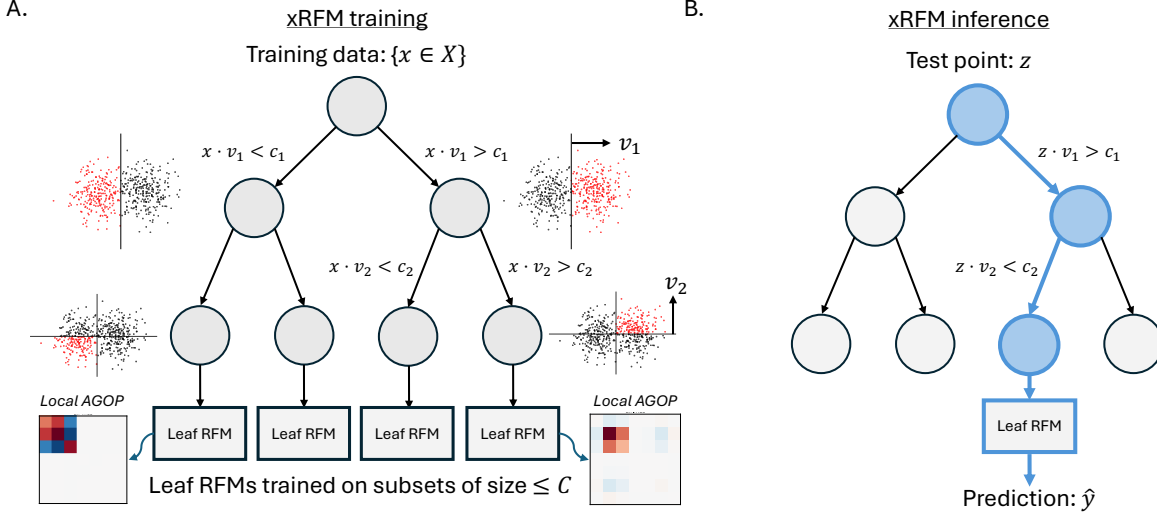 A.
xRFM training
Training data: {x ∈ X}
x · v₁ < c₁
x · v₁ > c₁
v₁
x · v₂ < c₂
x · v₂ > c₂
v₂
Local AGOP
Leaf RFM
Leaf RFM
Leaf RFM
Leaf RFM
Local AGOP
Leaf RFMs trained on subsets of size ≤ C
B.
xRFM inference
Test point: z
z · v₁ > c₁
z · v₂ < c₂
Leaf RFM
Prediction: ŷ